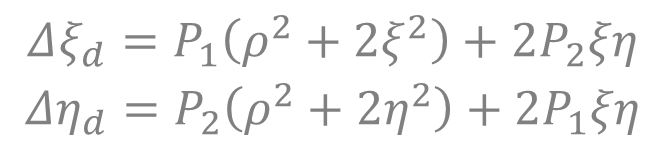 Δξ_d = P_1(ρ^2 + 2ξ^2) + 2P_2ξη
Δη_d = P_2(ρ^2 + 2η^2) + 2P_1ξη